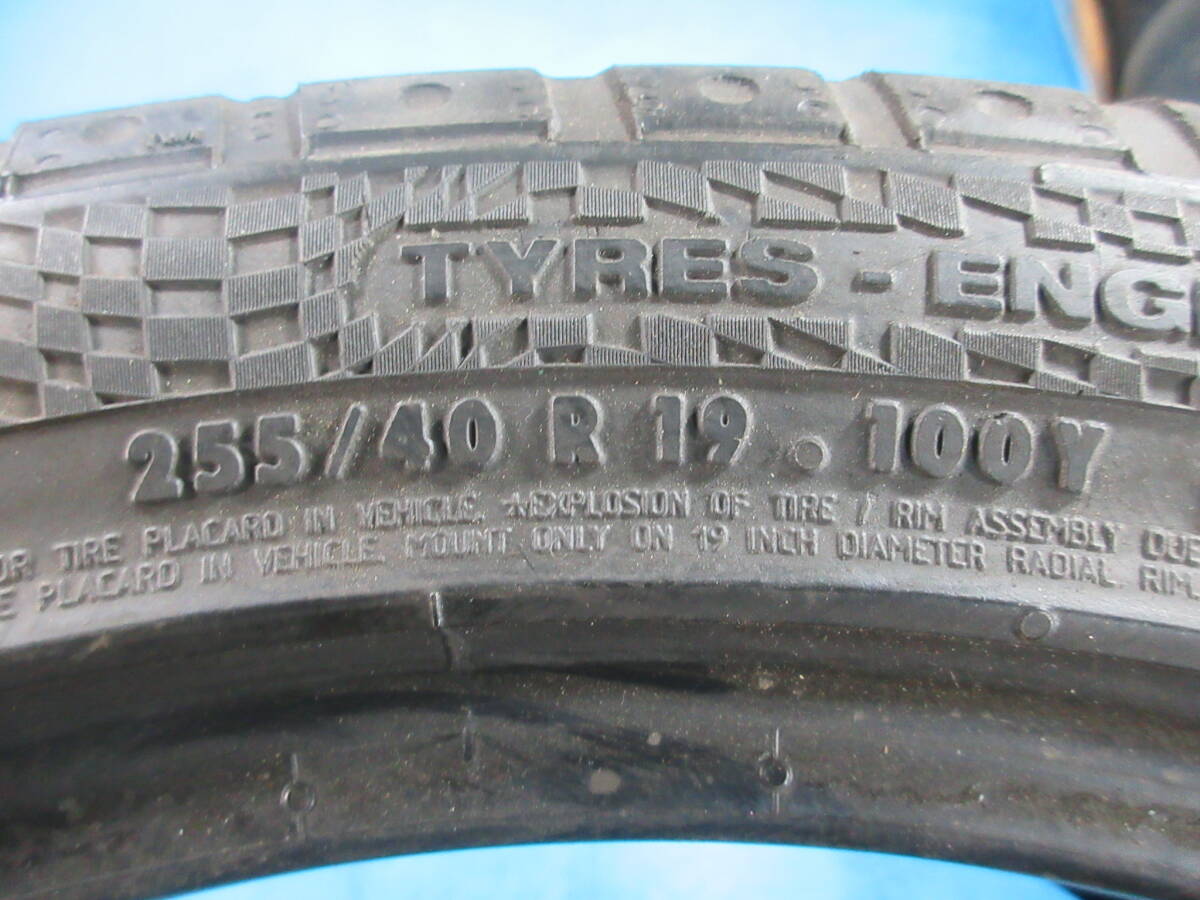 TYRES - ENG
255/40 R 19 . 100Y
TIRE PLACARD IN VEHICLE. ★EXPLOSION OF TIRE / RIM ASSEMBLY DUE
PLACARD IN VEHICLE. MOUNT ONLY ON 19 INCH DIAMETER RADIAL RIM.